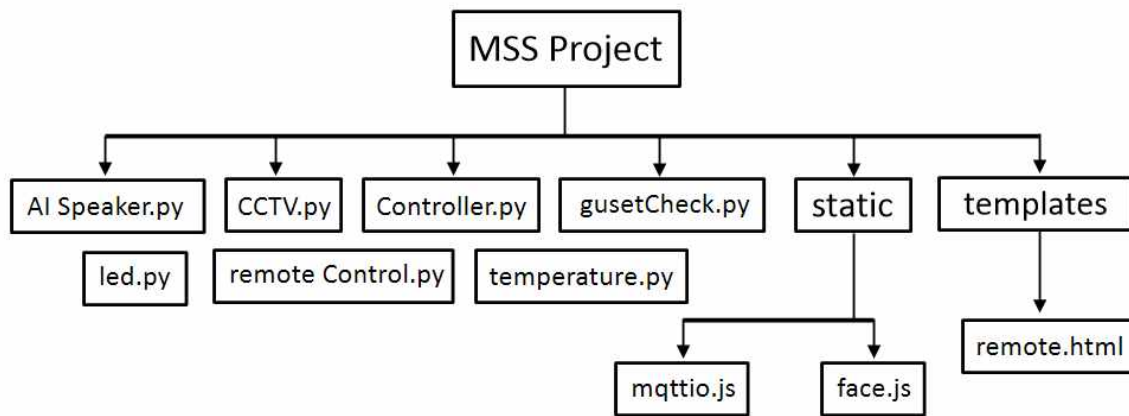 MSS Project
AI Speaker.py
CCTV.py
Controller.py
gusetCheck.py
static
templates
led.py
remote Control.py
temperature.py
mqttio.js
face.js
remote.html